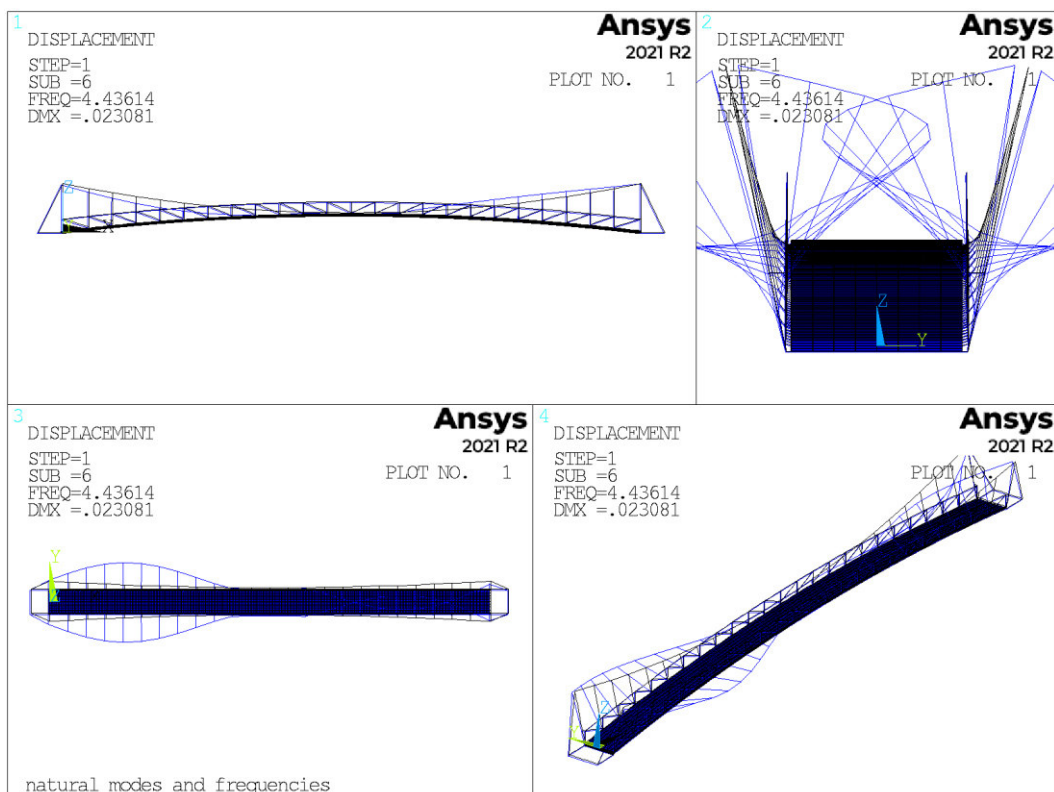 1
DISPLACEMENT
STEP=1
SUB =6
FREQ=4.43614
DMX =.023081
Ansys
2021 R2
PLOT NO. 1
Z
X
2
DISPLACEMENT
STEP=1
SUB =6
FREQ=4.43614
DMX =.023081
Ansys
2021 R2
PLOT NO. 1
Z
Y
3
DISPLACEMENT
STEP=1
SUB =6
FREQ=4.43614
DMX =.023081
Ansys
2021 R2
PLOT NO. 1
Y
natural modes and frequencies
4
DISPLACEMENT
STEP=1
SUB =6
FREQ=4.43614
DMX =.023081
Ansys
2021 R2
PLOT NO. 1
Z
Y